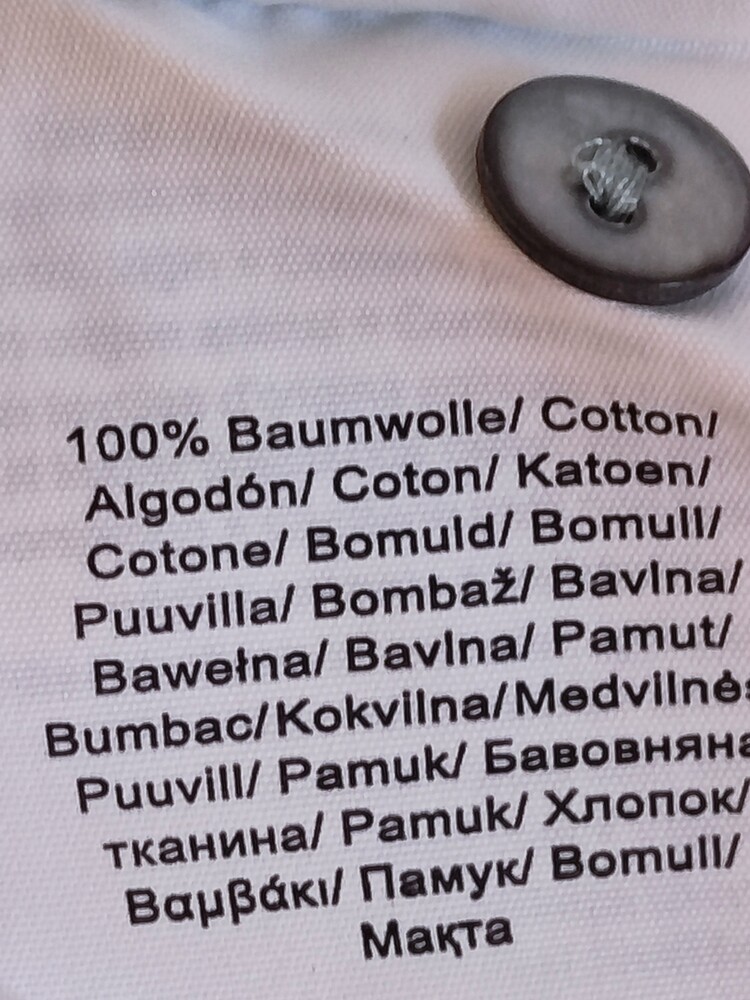 100% Baumwolle/ Cotton/
Algodón/ Coton/ Katoen/
Cotone/ Bomuld/ Bomull/
Puuvilla/ Bombaž/ Bavlna/
Bawełna/ Bavlna/ Pamut/
Bumbac/Kokvilna/Medvilnės
Puuvill/ Pamuk/ Бавовняна
тканина/ Pamuk/ Хлопок/
Βαμβάκι/ Памук/ Bomull/
Мақта